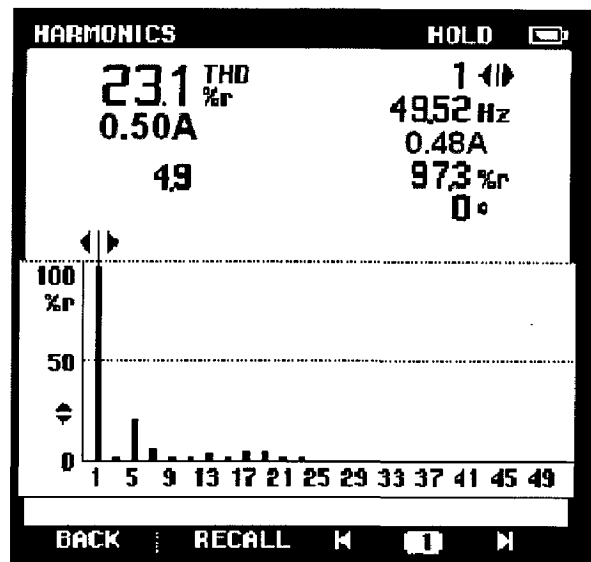 HARMONICS HOLD
23.1 THD %r
0.50A
4.9
1
49.52 Hz
0.48A
97.3 %r
0 °
100
%r
50
0
1 5 9 13 17 21 25 29 33 37 41 45 49
BACK RECALL 1